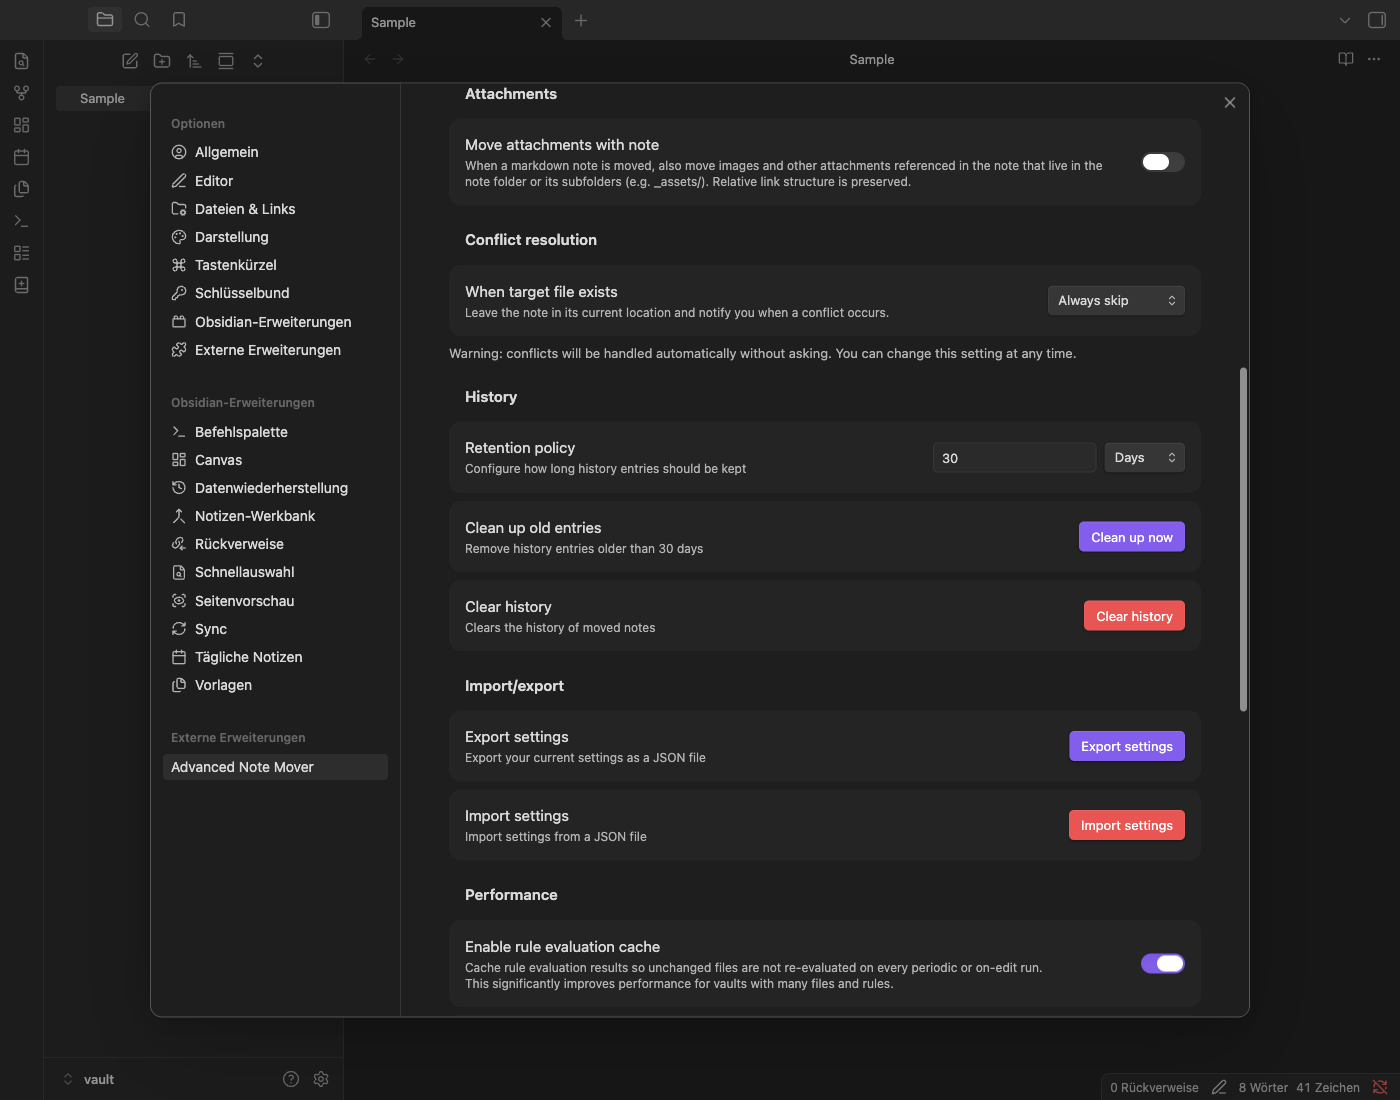 Sample
Sample
Sample
Optionen
Allgemein
Editor
Dateien & Links
Darstellung
Tastenkürzel
Schlüsselbund
Obsidian-Erweiterungen
Externe Erweiterungen
Obsidian-Erweiterungen
Befehlspalette
Canvas
Datenwiederherstellung
Notizen-Werkbank
Rückverweise
Schnellauswahl
Seitenvorschau
Sync
Tägliche Notizen
Vorlagen
Externe Erweiterungen
Advanced Note Mover
Attachments
Move attachments with note
When a markdown note is moved, also move images and other attachments referenced in the note that live in the
note folder or its subfolders (e.g. _assets/). Relative link structure is preserved.
Conflict resolution
When target file exists
Leave the note in its current location and notify you when a conflict occurs.
Always skip
Warning: conflicts will be handled automatically without asking. You can change this setting at any time.
History
Retention policy
Configure how long history entries should be kept
30
Days
Clean up old entries
Remove history entries older than 30 days
Clean up now
Clear history
Clears the history of moved notes
Clear history
Import/export
Export settings
Export your current settings as a JSON file
Export settings
Import settings
Import settings from a JSON file
Import settings
Performance
Enable rule evaluation cache
Cache rule evaluation results so unchanged files are not re-evaluated on every periodic or on-edit run.
This significantly improves performance for vaults with many files and rules.
vault
0 Rückverweise
8 Wörter
41 Zeichen